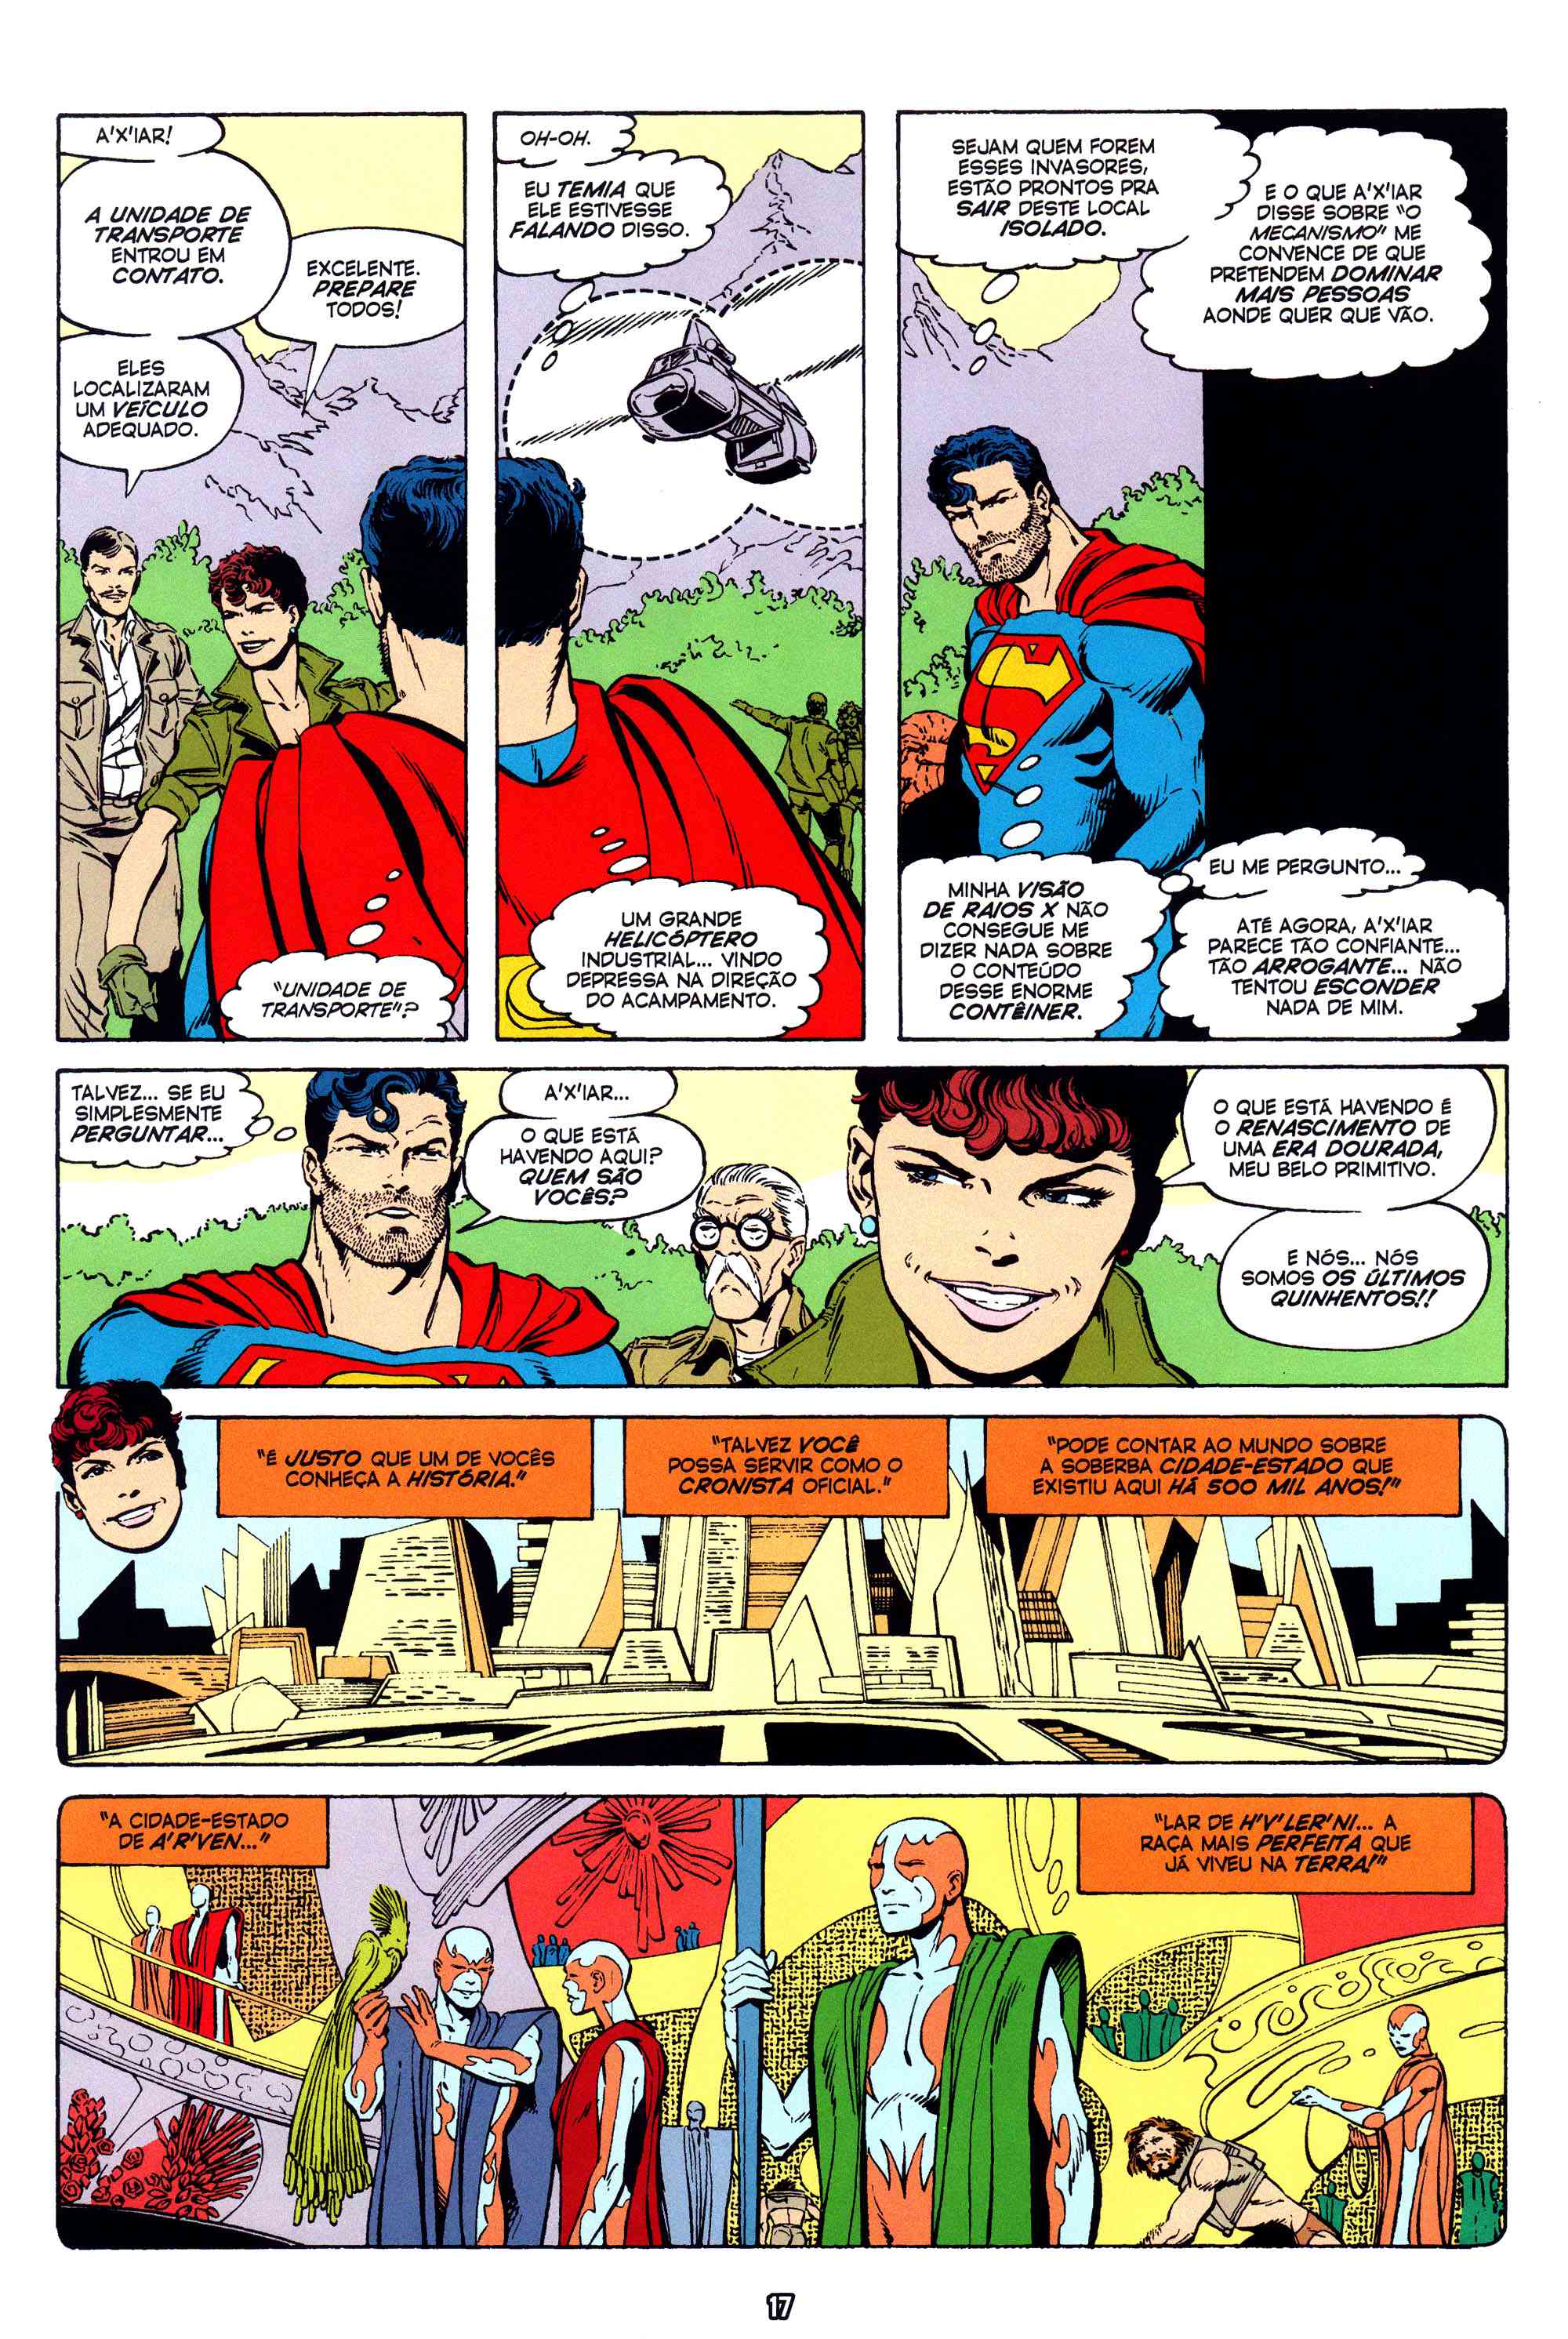 A'X'IAR!
A UNIDADE DE
TRANSPORTE
ENTROU EM
CONTATO.
EXCELENTE.
PREPARE
TODOS!
ELES
LOCALIZARAM
UM VEÍCULO
ADEQUADO.
"UNIDADE DE
TRANSPORTE"?
OH-OH.
EU TEMIA QUE
ELE ESTIVESSE
FALANDO DISSO.
UM GRANDE
HELICÓPTERO
INDUSTRIAL... VINDO
DEPRESSA NA DIREÇÃO
DO ACAMPAMENTO.
SEJAM QUEM FOREM
ESSES INVASORES,
ESTÃO PRONTOS PRA
SAIR DESTE LOCAL
ISOLADO.
E O QUE A'X'IAR
DISSE SOBRE "O
MECANISMO" ME
CONVENCE DE QUE
PRETENDEM DOMINAR
MAIS PESSOAS
AONDE QUER QUE VÃO.
MINHA VISÃO
DE RAIOS X NÃO
CONSEGUE ME
DIZER NADA SOBRE
O CONTEÚDO
DESSE ENORME
CONTÊINER.
EU ME PERGUNTO...
ATÉ AGORA, A'X'IAR
PARECE TÃO CONFIANTE...
TÃO ARROGANTE... NÃO
TENTOU ESCONDER
NADA DE MIM.
TALVEZ... SE EU
SIMPLESMENTE
PERGUNTAR...
A'X'IAR...
O QUE ESTÁ
HAVENDO AQUI?
QUEM SÃO
VOCÊS?
O QUE ESTÁ HAVENDO É
O RENASCIMENTO DE
UMA ERA DOURADA,
MEU BELO PRIMITIVO.
E NÓS... NÓS
SOMOS OS ÚLTIMOS
QUINHENTOS!!
"É JUSTO QUE UM DE VOCÊS
CONHEÇA A HISTÓRIA."
"TALVEZ VOCÊ
POSSA SERVIR COMO O
CRONISTA OFICIAL."
"PODE CONTAR AO MUNDO SOBRE
A SOBERBA CIDADE-ESTADO QUE
EXISTIU AQUI HÁ 500 MIL ANOS!"
"A CIDADE-ESTADO
DE A'R'VEN..."
"LAR DE H'V'LER'NI... A
RAÇA MAIS PERFEITA QUE
JÁ VIVEU NA TERRA!"
17